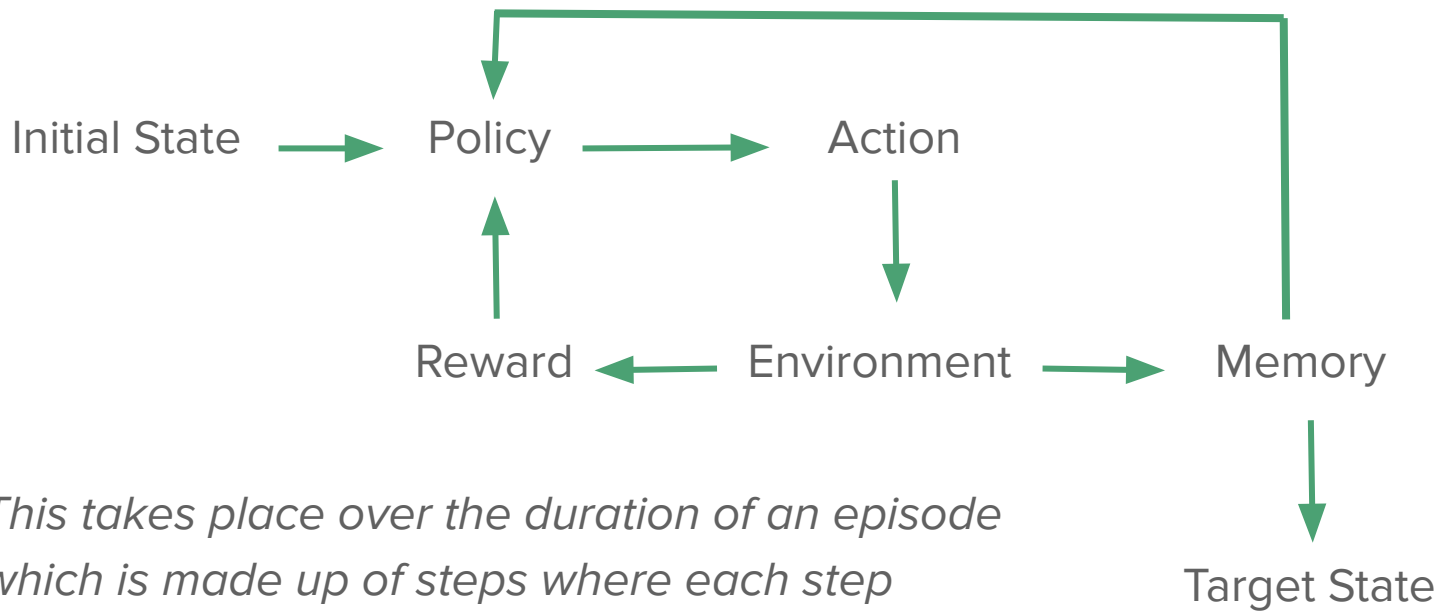 Initial State
Policy
Action
Reward
Environment
Memory
This takes place over the duration of an episode
which is made up of steps where each step
Target State